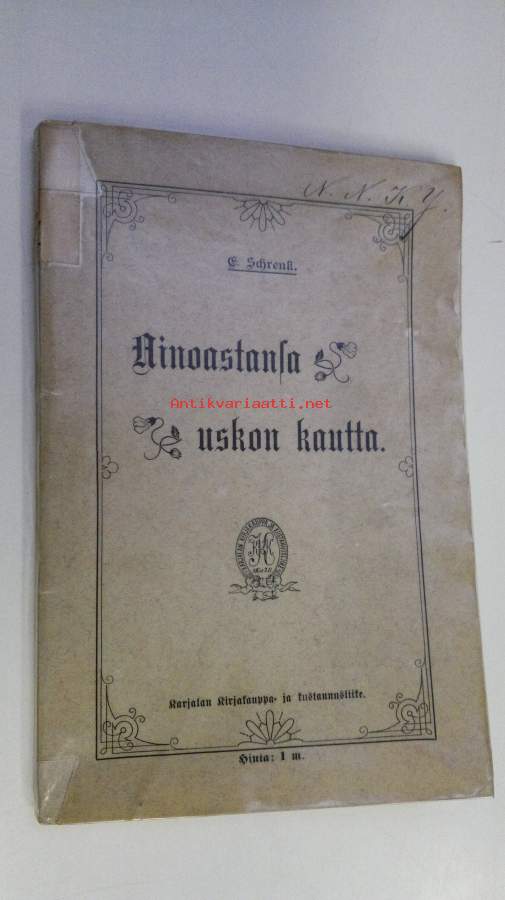 N. N. K. Y.
E. Schrenk.
Ainoastansa
Antikvariaatti.net
uskon kautta.
Karjalan Kirjakauppa- ja kustannusliike.
Hinta: 1 m.